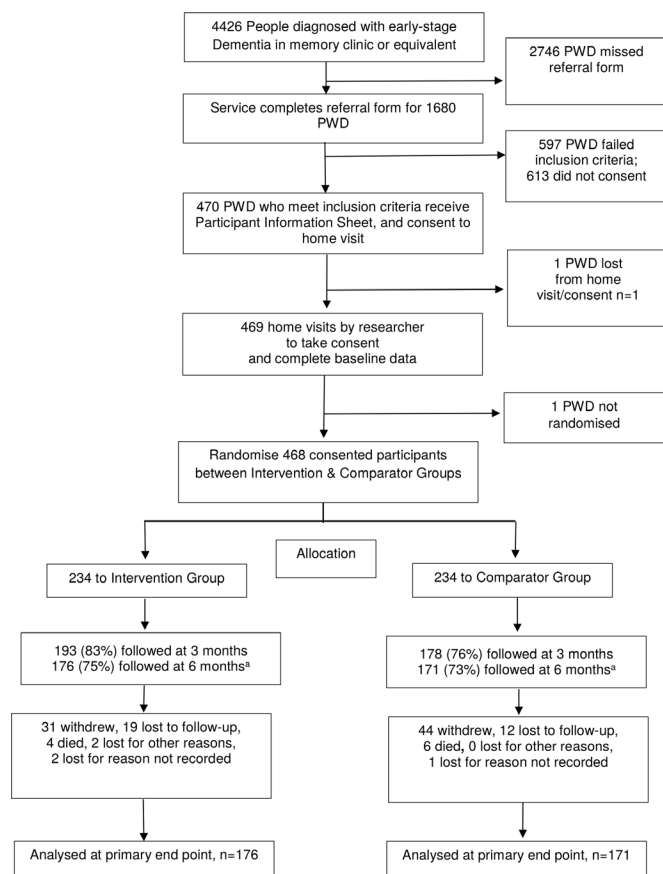 4426 People diagnosed with early-stage
Dementia in memory clinic or equivalent
2746 PWD missed
referral form
Service completes referral form for 1680
PWD
597 PWD failed
inclusion criteria;
613 did not consent
470 PWD who meet inclusion criteria receive
Participant Information Sheet, and consent to
home visit
1 PWD lost
from home
visit/consent n=1
469 home visits by researcher
to take consent
and complete baseline data
1 PWD not
randomised
Randomise 468 consented participants
between Intervention & Comparator Groups
Allocation
234 to Intervention Group
234 to Comparator Group
193 (83%) followed at 3 months
176 (75%) followed at 6 monthsª
178 (76%) followed at 3 months
171 (73%) followed at 6 monthsª
31 withdrew, 19 lost to follow-up,
4 died, 2 lost for other reasons,
2 lost for reason not recorded
44 withdrew, 12 lost to follow-up,
6 died, 0 lost for other reasons,
1 lost for reason not recorded
Analysed at primary end point, n=176
Analysed at primary end point, n=171